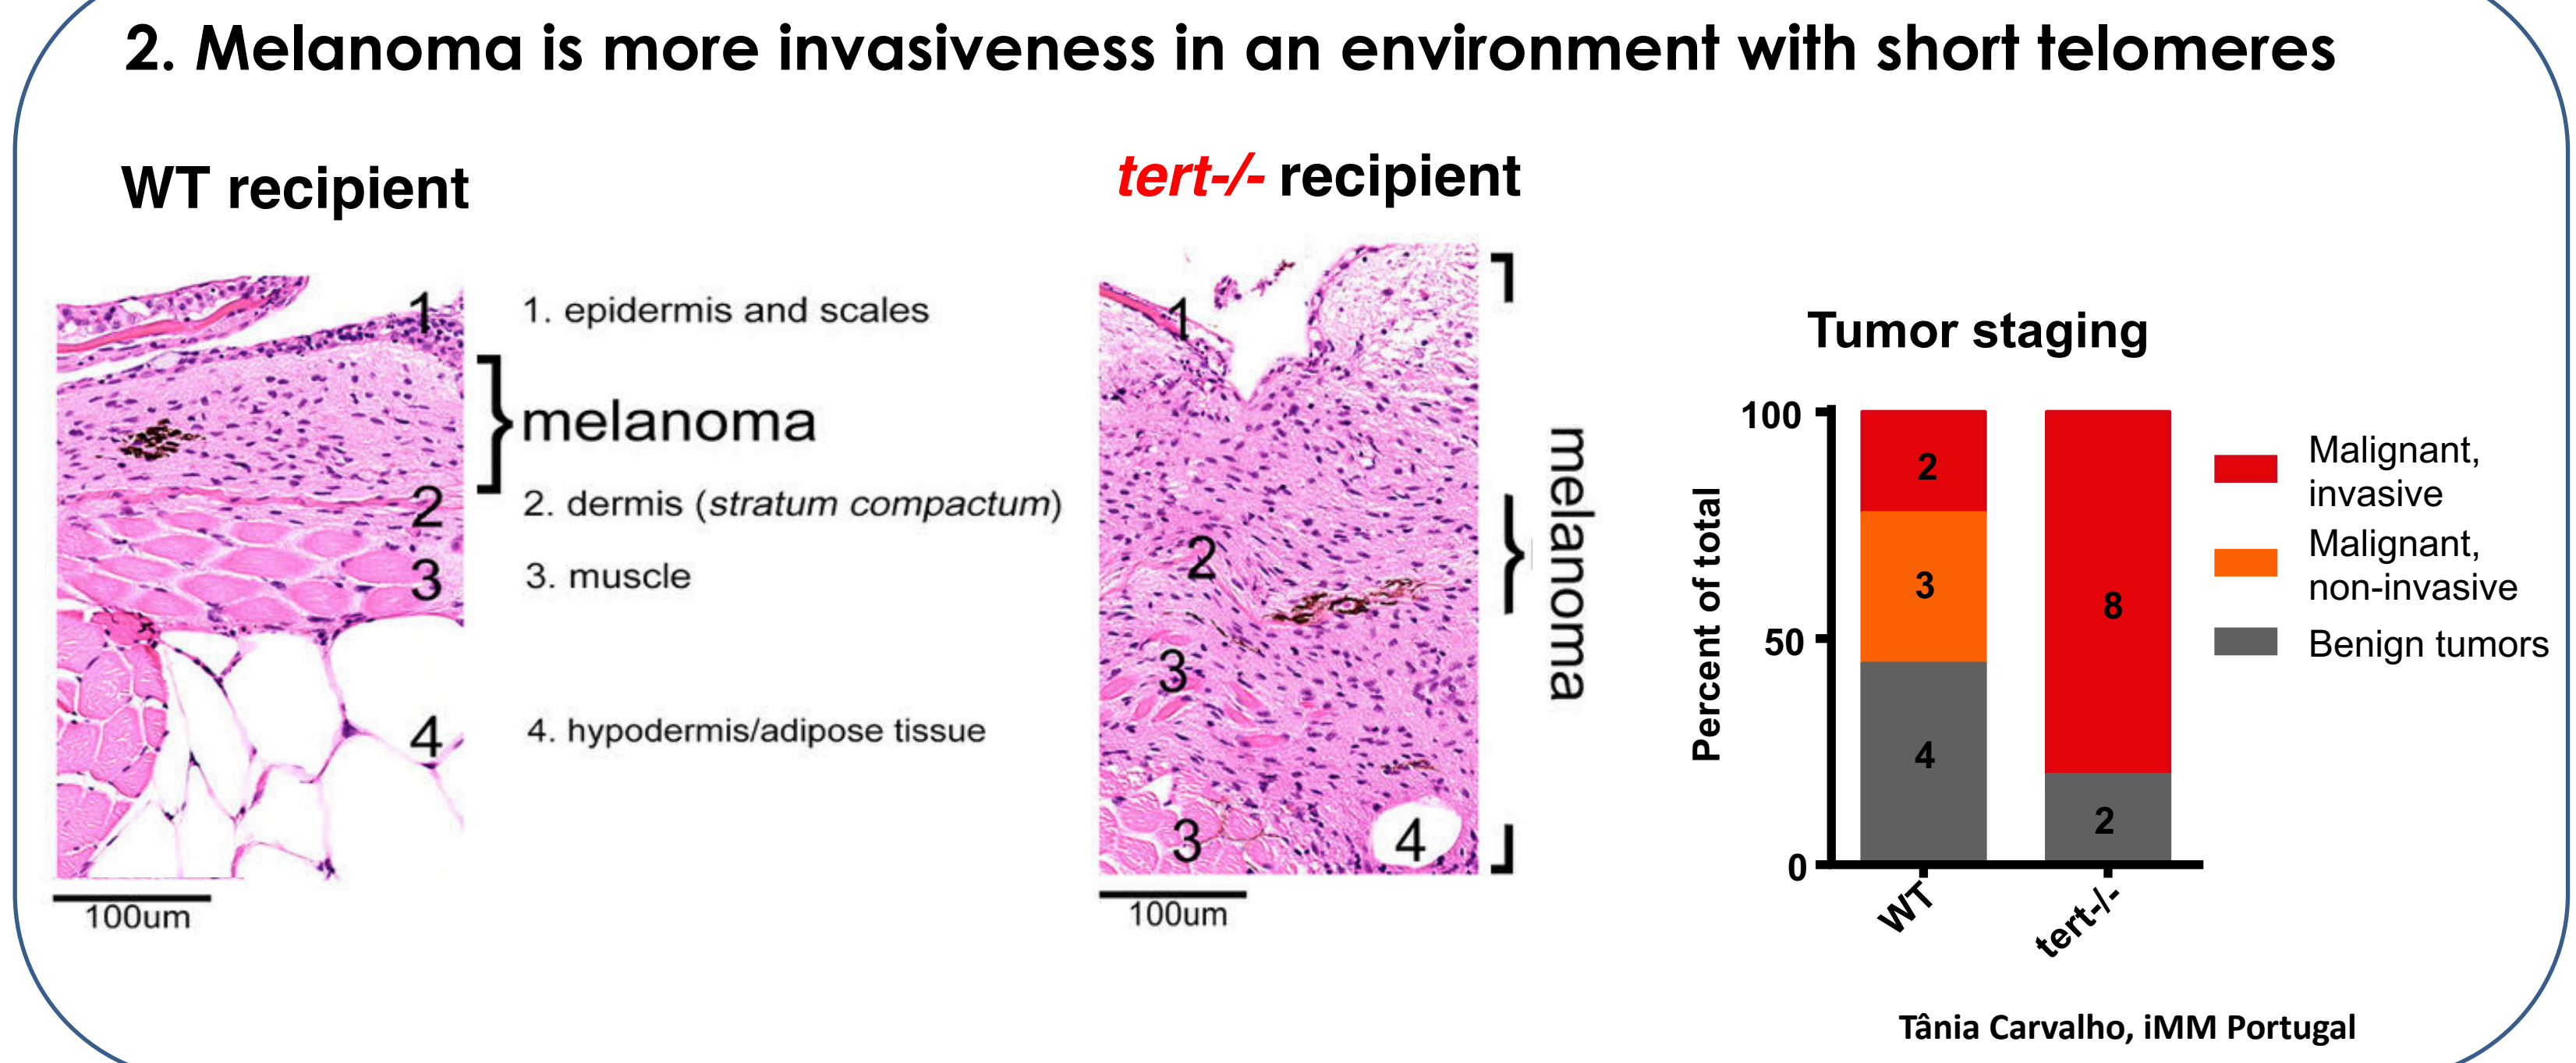 2. Melanoma is more invasiveness in an environment with short telomeres
WT recipient
1
2
3
4
100um
1. epidermis and scales
melanoma
2. dermis (stratum compactum)
3. muscle
4. hypodermis/adipose tissue
tert-/- recipient
1
2
3
3
4
100um
melanoma
Tumor staging
Percent of total
100
50
0
2
3
4
8
2
WT
tert-/-
Malignant,
invasive
Malignant,
non-invasive
Benign tumors
Tânia Carvalho, iMM Portugal